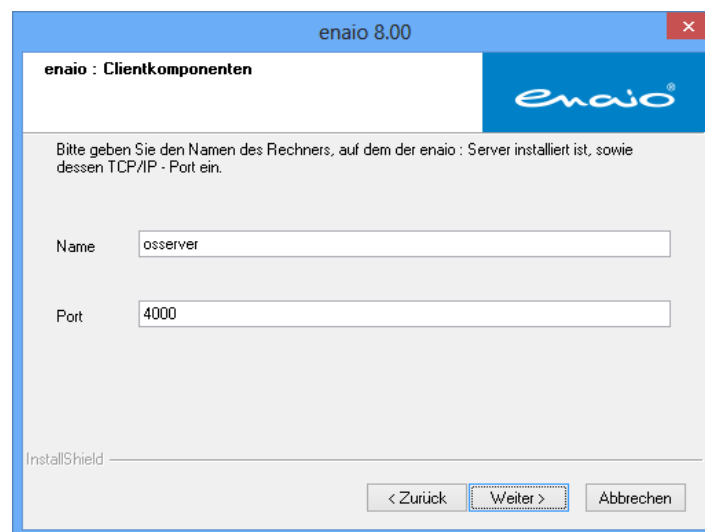 enaio 8.00
enaio : Clientkomponenten
enaio®
Bitte geben Sie den Namen des Rechners, auf dem der enaio : Server installiert ist, sowie
dessen TCP/IP - Port ein.
Name
osserver
Port
4000
InstallShield
< Zurück
Weiter >
Abbrechen